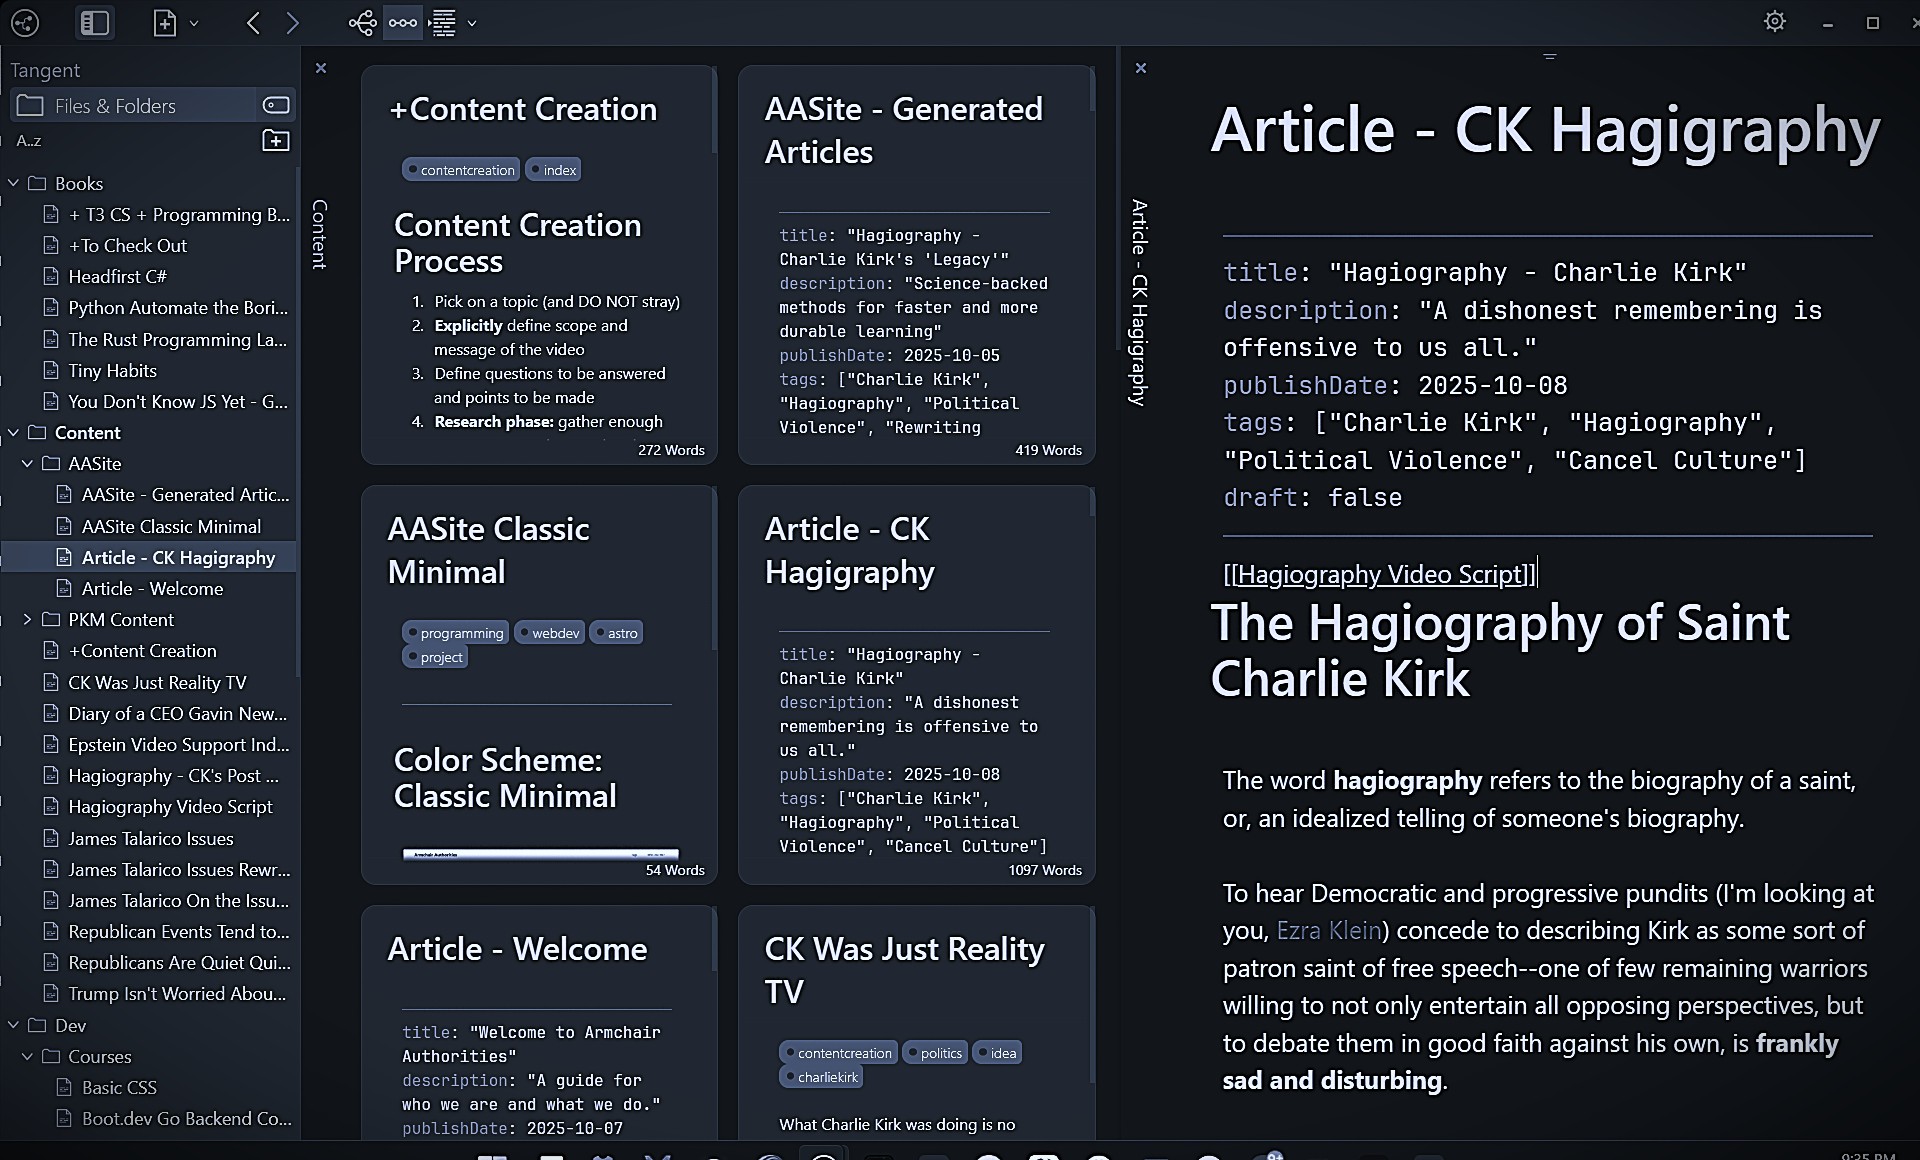 Tangent
Files & Folders
A..z
Books
+ T3 CS + Programming B...
+To Check Out
Headfirst C#
Python Automate the Bori...
The Rust Programming La...
Tiny Habits
You Don't Know JS Yet - G...
Content
AASite
AASite - Generated Artic...
AASite Classic Minimal
Article - CK Hagigraphy
Article - Welcome
PKM Content
+Content Creation
CK Was Just Reality TV
Diary of a CEO Gavin New...
Epstein Video Support Ind...
Hagiography - CK's Post ...
Hagiography Video Script
James Talarico Issues
James Talarico Issues Rewr...
James Talarico On the Issu...
Republican Events Tend to...
Republicans Are Quiet Qui...
Trump Isn't Worried Abou...
Dev
Courses
Basic CSS
Boot.dev Go Backend Co...
Content
+Content Creation
contentcreation index
Content Creation
Process
1. Pick on a topic (and DO NOT stray)
2. Explicitly define scope and
message of the video
3. Define questions to be answered
and points to be made
4. Research phase: gather enough
272 Words
AASite - Generated
Articles
title: "Hagiography -
Charlie Kirk's 'Legacy'"
description: "Science-backed
methods for faster and more
durable learning"
publishDate: 2025-10-05
tags: ["Charlie Kirk",
"Hagiography", "Political
Violence", "Rewriting
419 Words
AASite Classic
Minimal
programming webdev astro
project
Color Scheme:
Classic Minimal
Armchair Authorities
54 Words
Article - CK
Hagigraphy
title: "Hagiography -
Charlie Kirk"
description: "A dishonest
remembering is offensive to
us all."
publishDate: 2025-10-08
tags: ["Charlie Kirk",
"Hagiography", "Political
Violence", "Cancel Culture"]
1097 Words
Article - Welcome
title: "Welcome to Armchair
Authorities"
description: "A guide for
who we are and what we do."
publishDate: 2025-10-07
CK Was Just Reality
TV
contentcreation politics idea
charliekirk
What Charlie Kirk was doing is no
Article - CK Hagigraphy
Article - CK Hagigraphy
title: "Hagiography - Charlie Kirk"
description: "A dishonest remembering is
offensive to us all."
publishDate: 2025-10-08
tags: ["Charlie Kirk", "Hagiography",
"Political Violence", "Cancel Culture"]
draft: false
[[Hagiography Video Script]]
The Hagiography of Saint
Charlie Kirk
The word hagiography refers to the biography of a saint,
or, an idealized telling of someone's biography.
To hear Democratic and progressive pundits (I'm looking at
you, Ezra Klein) concede to describing Kirk as some sort of
patron saint of free speech--one of few remaining warriors
willing to not only entertain all opposing perspectives, but
to debate them in good faith against his own, is frankly
sad and disturbing.
9:35 PM